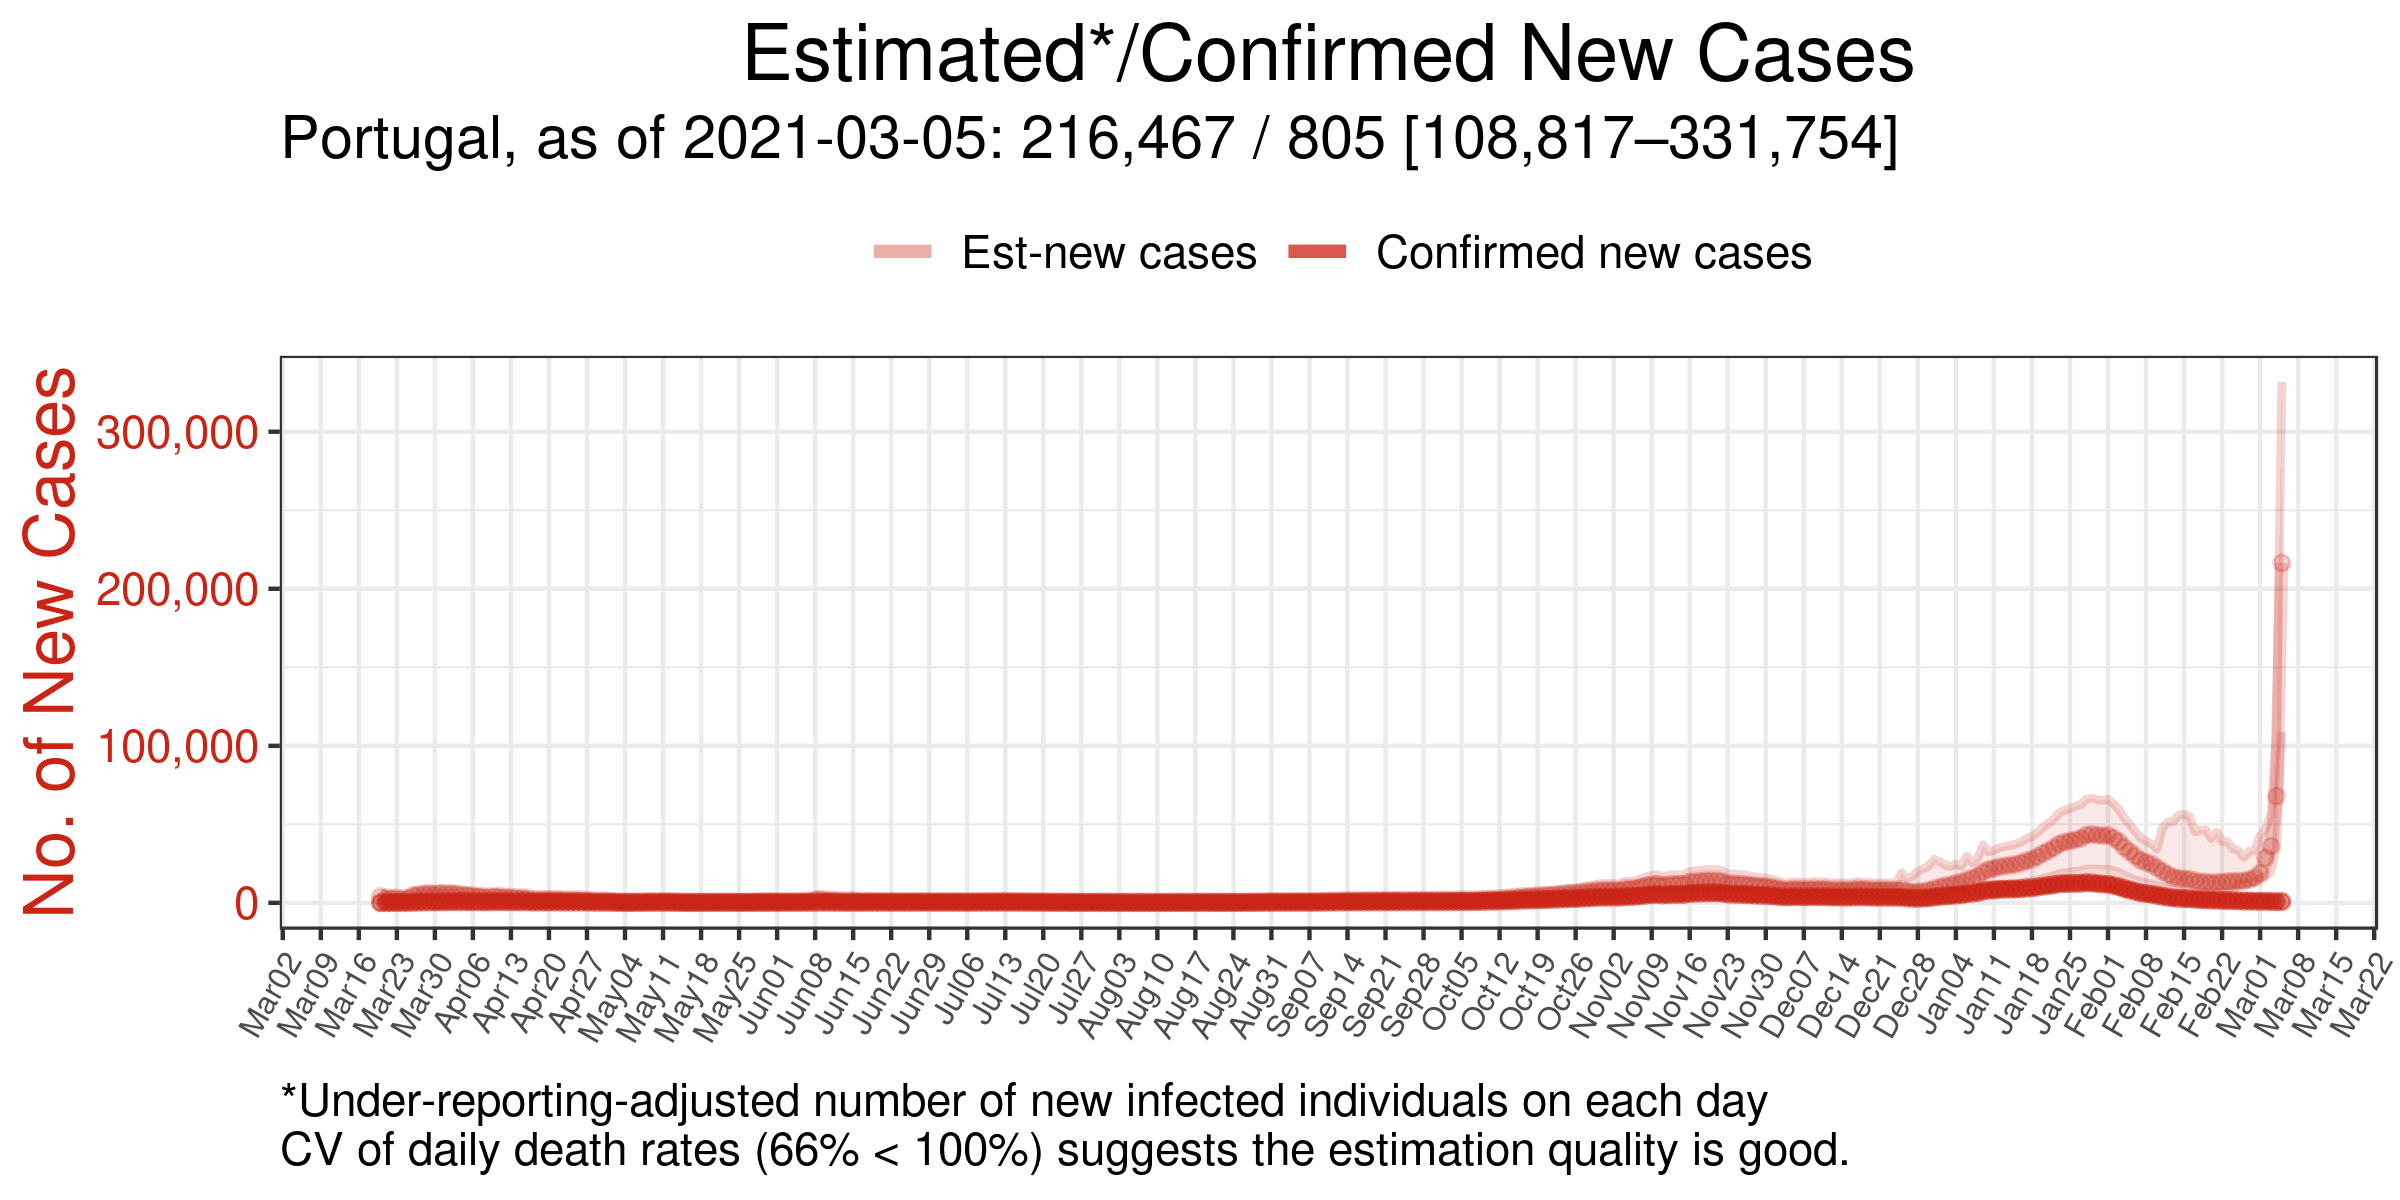 Estimated*/Confirmed New Cases
Portugal, as of 2021-03-05: 216,467 / 805 [108,817–331,754]
Est-new cases
Confirmed new cases
No. of New Cases
300,000
200,000
100,000
0
Mar02
Mar09
Mar16
Mar23
Mar30
Apr06
Apr13
Apr20
Apr27
May04
May11
May18
May25
Jun01
Jun08
Jun15
Jun22
Jun29
Jul06
Jul13
Jul20
Jul27
Aug03
Aug10
Aug17
Aug24
Aug31
Sep07
Sep14
Sep21
Sep28
Oct05
Oct12
Oct19
Oct26
Nov02
Nov09
Nov16
Nov23
Nov30
Dec07
Dec14
Dec21
Dec28
Jan04
Jan11
Jan18
Jan25
Feb01
Feb08
Feb15
Feb22
Mar01
Mar08
Mar15
Mar22
*Under-reporting-adjusted number of new infected individuals on each day
CV of daily death rates (66% < 100%) suggests the estimation quality is good.